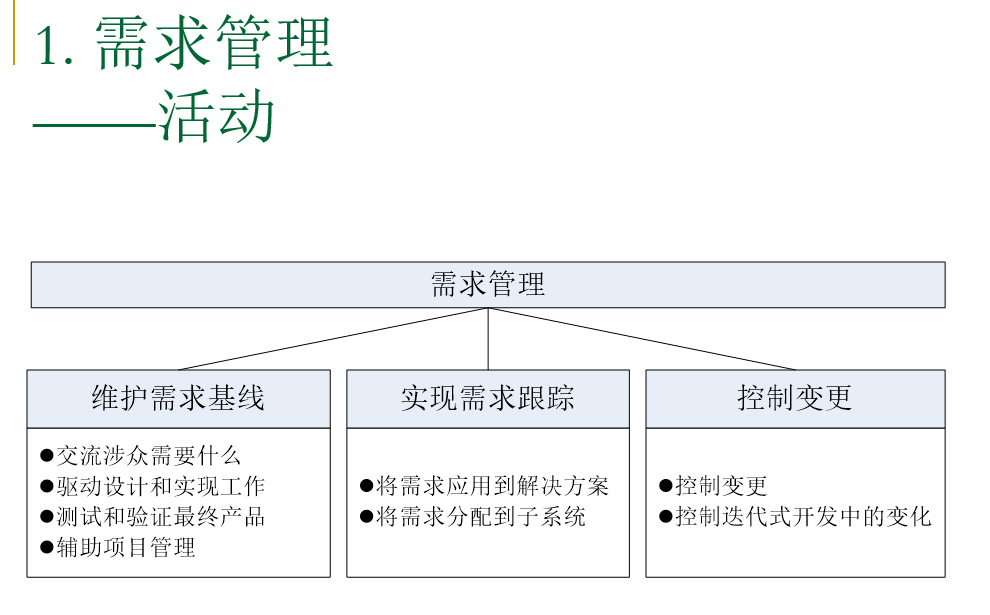 1. 需求管理
——活动
需求管理
维护需求基线
●交流涉众需要什么
●驱动设计和实现工作
●测试和验证最终产品
●辅助项目管理
实现需求跟踪
●将需求应用到解决方案
●将需求分配到子系统
控制变更
●控制变更
●控制迭代式开发中的变化